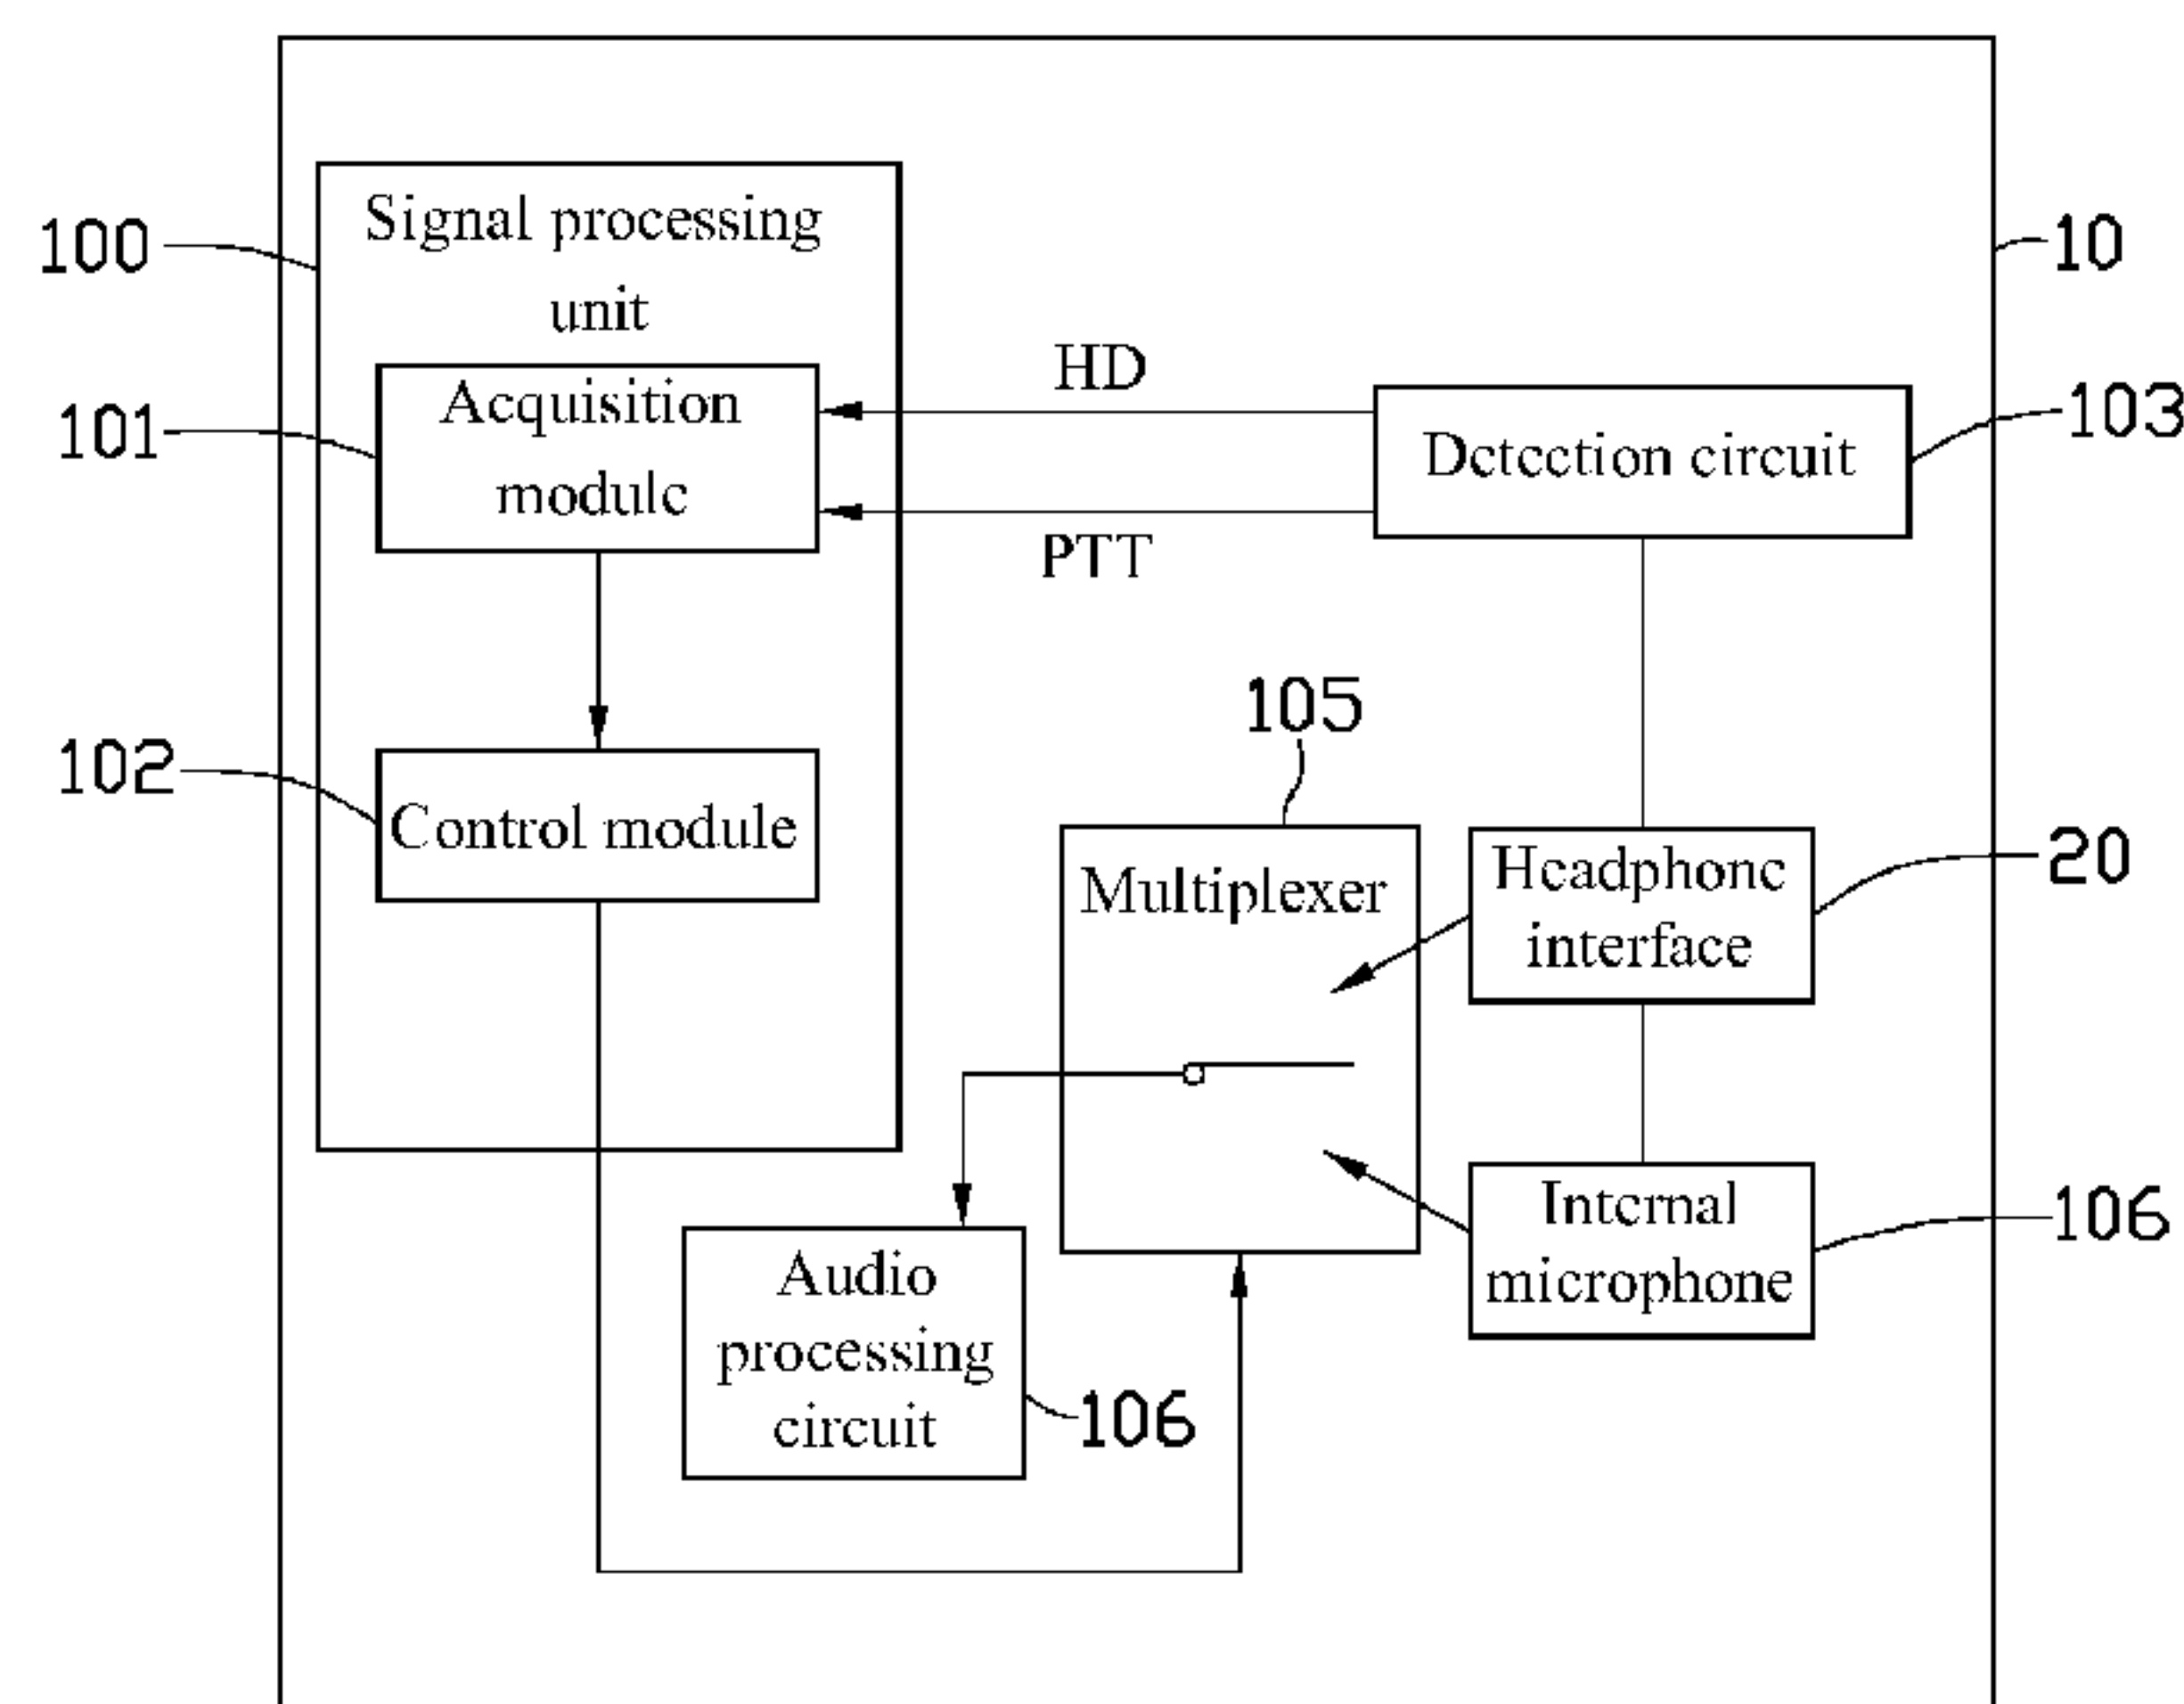 Signal processing
unit
100
10
HD
Acquisition
module
101
103
Detection circuit
PTT
105
102
Control module
Multiplexer
Headphone
interface
20
Internal
microphone
106
Audio
processing
circuit
106